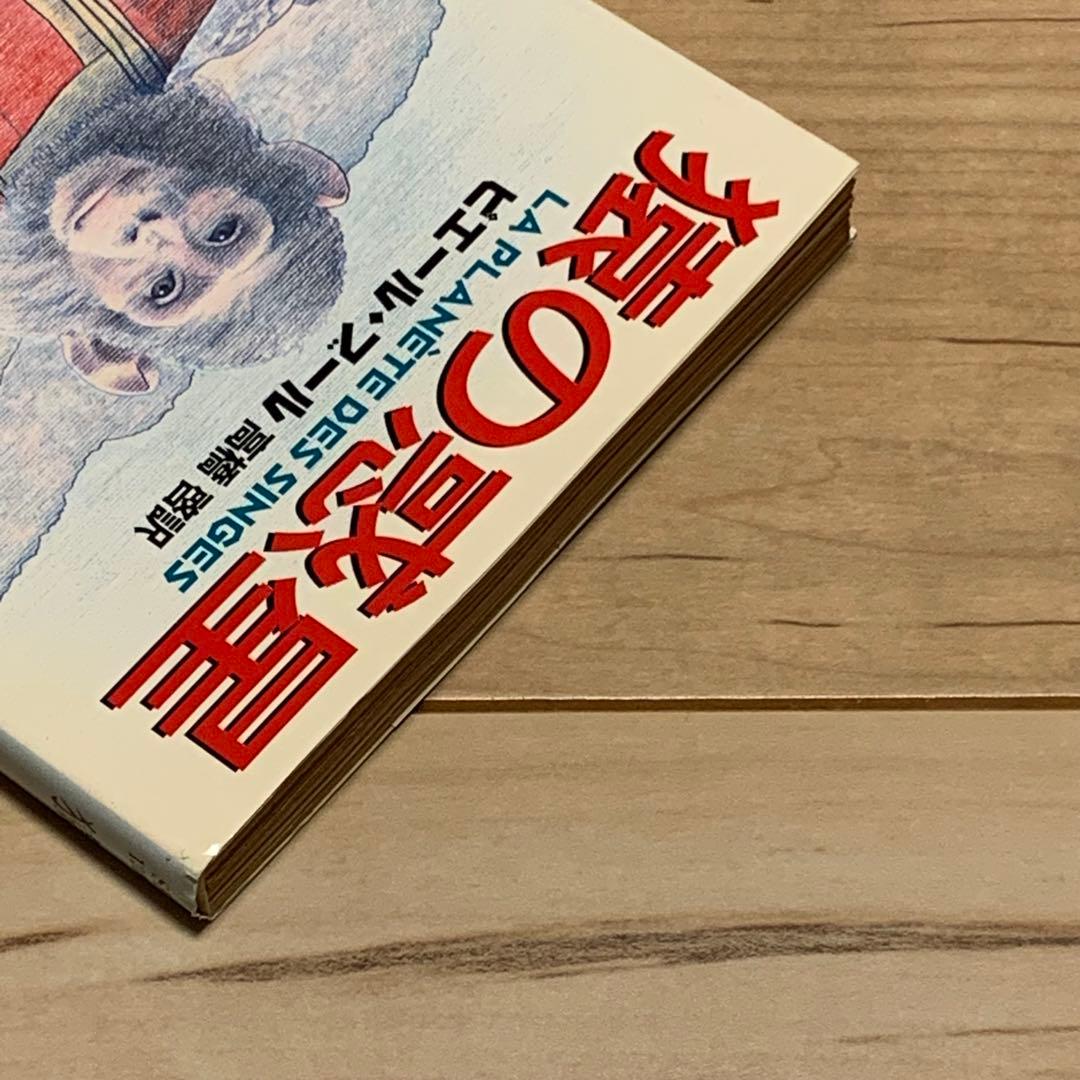 猿の惑星
LA PLANÈTE DES SINGES
ピエール・ブール 高橋 啓訳